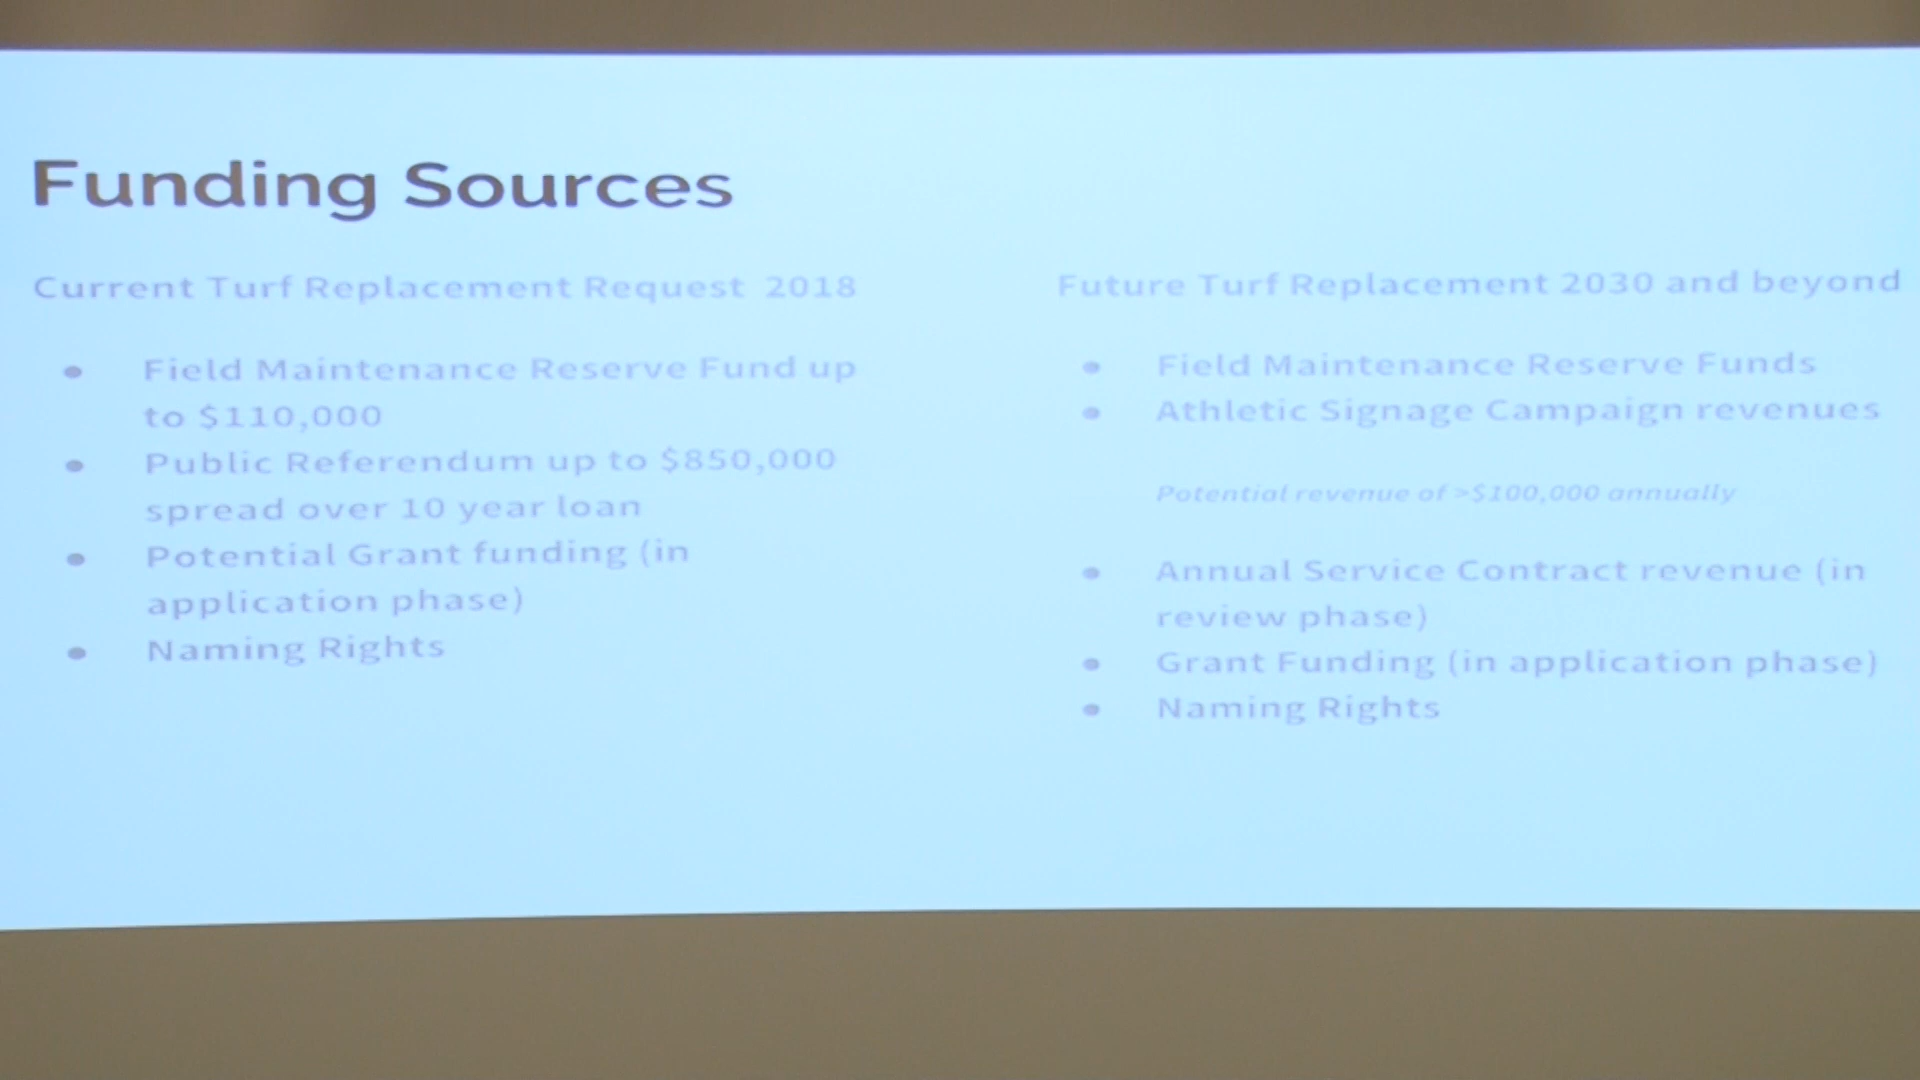 Funding Sources
Current Turf Replacement Request 2018
• Field Maintenance Reserve Fund up
to $110,000
• Public Referendum up to $850,000
spread over 10 year loan
• Potential Grant funding (in
application phase)
• Naming Rights
Future Turf Replacement 2030 and beyond
• Field Maintenance Reserve Funds
• Athletic Signage Campaign revenues
Potential revenue of >$100,000 annually
• Annual Service Contract revenue (in
review phase)
• Grant Funding (in application phase)
• Naming Rights